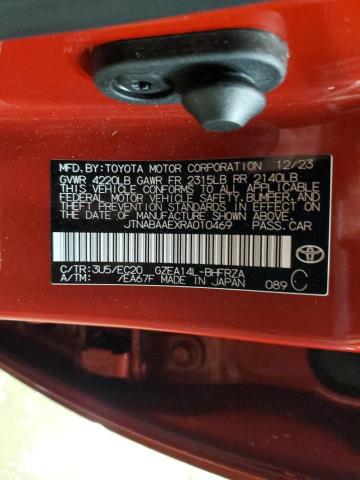 MFD. BY: TOYOTA MOTOR CORPORATION 12/23
GVWR 4220LB GAWR FR 2315LB RR 2140LB
THIS VEHICLE CONFORMS TO ALL APPLICABLE
FEDERAL MOTOR VEHICLE SAFETY, BUMPER, AND
THEFT PREVENTION STANDARDS IN EFFECT ON
THE DATE OF MANUFACTURE SHOWN ABOVE.
JTNABAAEXRA010469 PASS. CAR
C/TR: 3U5/EC20 GZEA14L-BHFRZA
A/TM: /EA67F MADE IN JAPAN 089 C